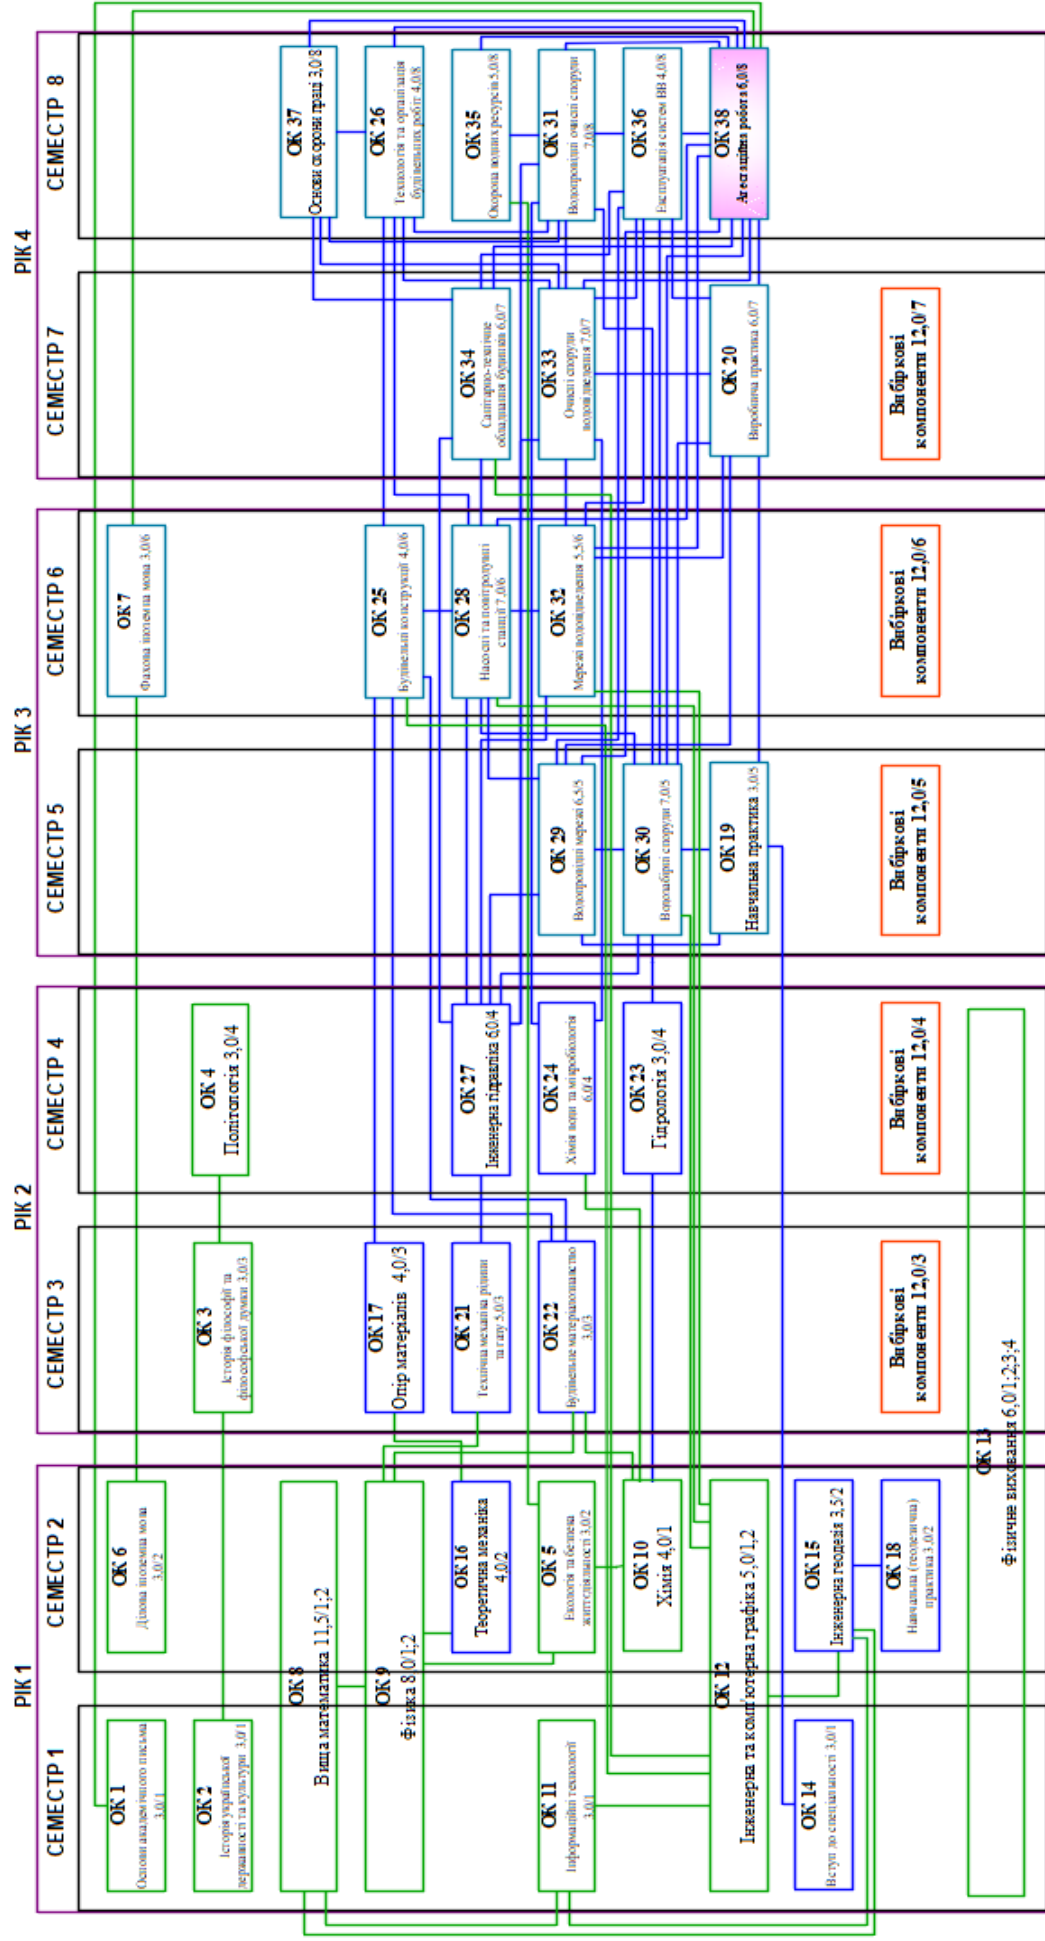 РІК 1
РІК 2
РІК 3
РІК 4
СЕМЕСТР 1
СЕМЕСТР 2
СЕМЕСТР 3
СЕМЕСТР 4
СЕМЕСТР 5
СЕМЕСТР 6
СЕМЕСТР 7
СЕМЕСТР 8
ОК 1
Основи академічного письма
3,0/1
ОК 2
Історія української
державності та культури 3,0/1
ОК 8
Вища математика 11,5/1;2
ОК 9
Фізика 8,0/1;2
ОК 11
Інформаційні технології
3,0/1
ОК 12
Інженерна та комп'ютерна графіка 5,0/1,2
ОК 14
Вступ до спеціальності 3,0/1
ОК 13
Фізичне виховання 6,0/1;2;3;4
ОК 6
Ділова іноземна мова
3,0/2
ОК 16
Теоретична механіка
4,0/2
ОК 5
Екологія та безпека
життєдіяльності 3,0/2
ОК 10
Хімія 4,0/1
ОК 15
Інженерна геодезія 3,5/2
ОК 18
Навчальна (геодезична)
практика 3,0/2
ОК 3
Історія філософії та
філософської думки 3,0/3
ОК 17
Опір матеріалів 4,0/3
ОК 21
Технічна механіка рідини
та газу 5,0/3
ОК 22
Будівельне матеріалознавство
3,0/3
Вибіркові
компоненти 12,0/3
ОК 4
Політологія 3,0/4
ОК 27
Інженерна гідравліка 6,0/4
ОК 24
Хімія води та мікробіологія
6,0/4
ОК 23
Гідрологія 3,0/4
Вибіркові
компоненти 12,0/4
ОК 29
Водопровідні мережі 6,5/5
ОК 30
Водозабірні споруди 7,0/5
ОК 19
Навчальна практика 3,0/5
Вибіркові
компоненти 12,0/5
ОК 7
Фахова іноземна мова 3,0/6
ОК 25
Будівельні конструкції 4,0/6
ОК 28
Насосні та повітродувні
станції 7,0/6
ОК 32
Мережі водовідведення 5,5/6
Вибіркові
компоненти 12,0/6
ОК 34
Санітарно-технічне
обладнання будинків 6,0/7
ОК 33
Очисні споруди
водовідведення 7,0/7
ОК 20
Виробнича практика 6,0/7
Вибіркові
компоненти 12,0/7
ОК 37
Основи охорони праці 3,0/8
ОК 26
Технологія та організація
будівельних робіт 4,0/8
ОК 35
Охорона водних ресурсів 5,0/8
ОК 31
Водопровідні очисні споруди
7,0/8
ОК 36
Експлуатація систем ВВ 4,0/8
ОК 38
Атестаційна робота 6,0/8